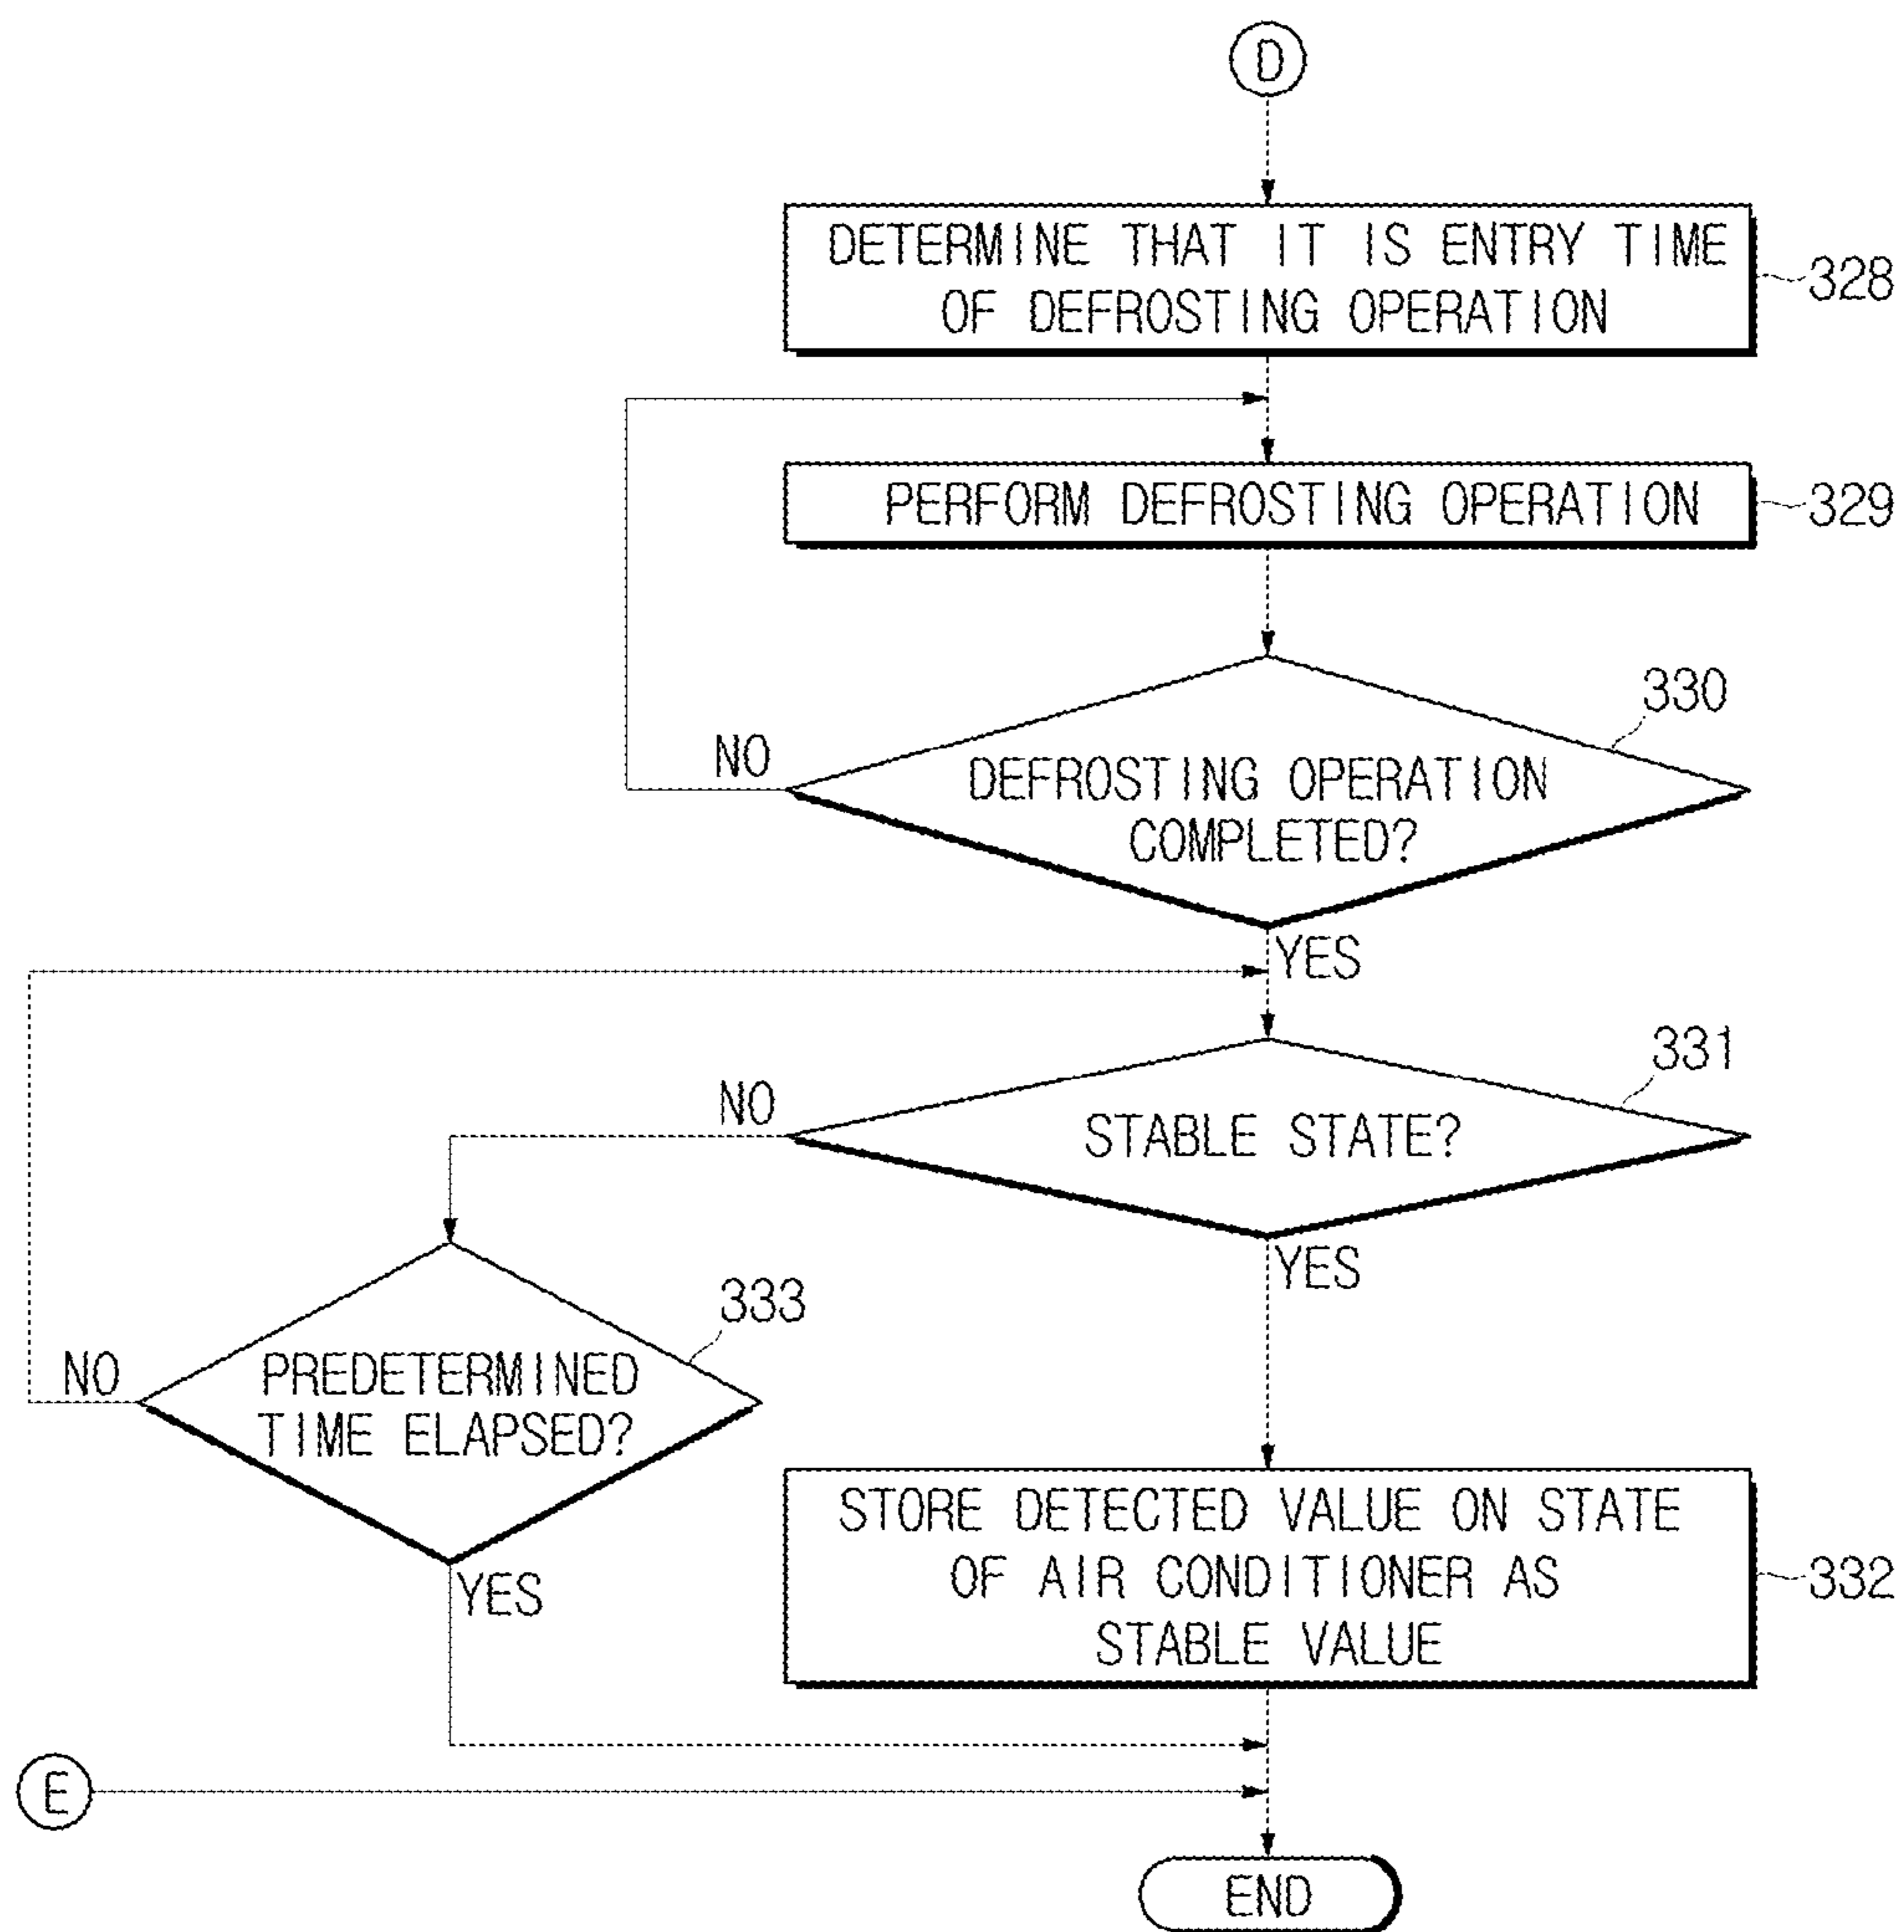 D
DETERMINE THAT IT IS ENTRY TIME
OF DEFROSTING OPERATION
328
PERFORM DEFROSTING OPERATION
329
330
NO
DEFROSTING OPERATION
COMPLETED?
YES
331
NO
STABLE STATE?
YES
333
NO
PREDETERMINED
TIME ELAPSED?
YES
STORE DETECTED VALUE ON STATE
OF AIR CONDITIONER AS
STABLE VALUE
332
E
END